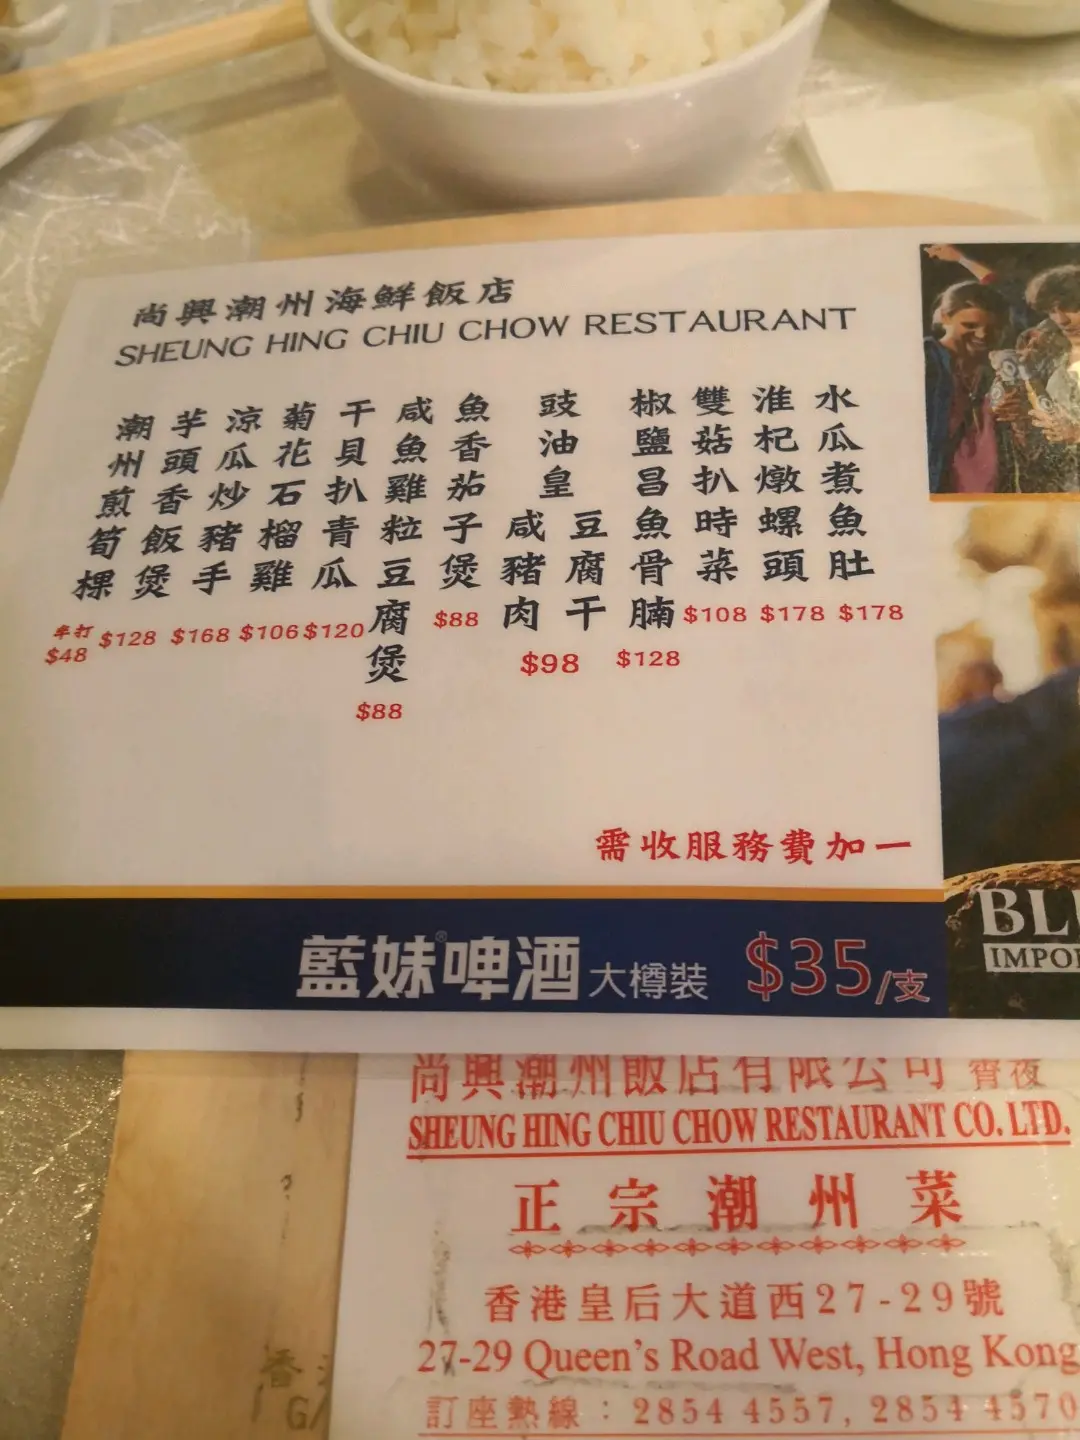 尚興潮州海鮮飯店
SHEUNG HING CHIU CHOW RESTAURANT
水瓜煮魚肚
$178
淮杞燉螺頭
$178
雙菇扒時菜
$108
椒鹽昌魚骨腩
$128
豉油皇
豆腐干
咸豬肉
$98
魚香茄子煲
$88
咸魚雞粒豆腐煲
$88
干貝扒青瓜
$120
菊花石榴雞
$106
涼瓜炒豬手
$168
芋頭香飯煲
$128
潮州煎筍粿
半打
$48
需收服務費加一
藍妹®啤酒 大樽裝 $35/支
尚興潮州飯店有限公司 霄夜
SHEUNG HING CHIU CHOW RESTAURANT CO. LTD.
正宗潮州菜
香港皇后大道西27-29號
27-29 Queen's Road West, Hong Kong
訂座熱線：2854 4557, 2854 4570